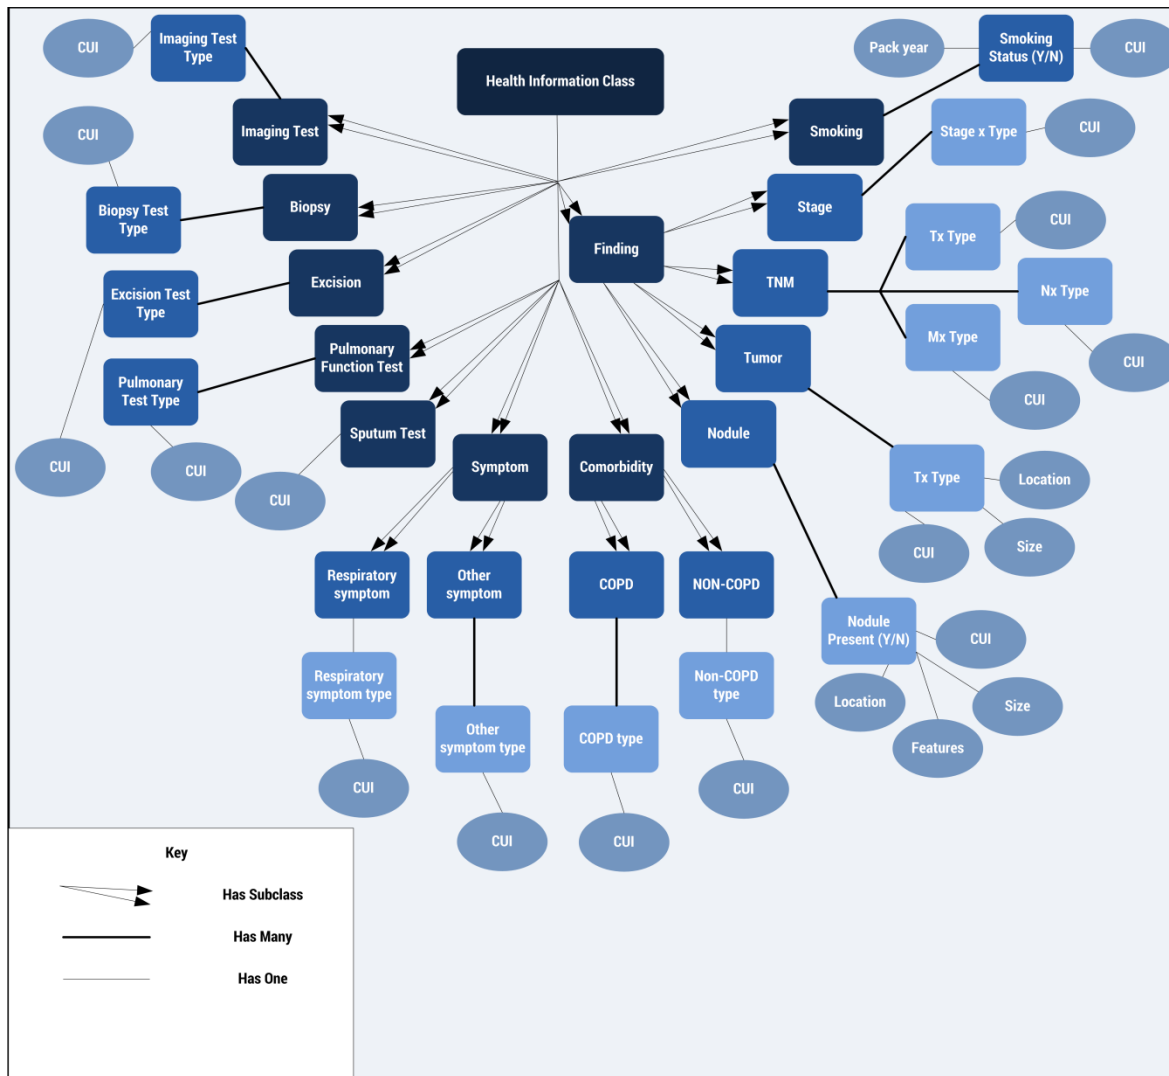 Imaging Test
Type
CUI
Health Information Class
Pack year
Smoking
Status (Y/N)
CUI
CUI
Imaging Test
Smoking
Stage x Type
CUI
Biopsy Test
Type
Biopsy
Stage
Finding
Tx Type
CUI
Excision Test
Type
Excision
TNM
Nx Type
Mx Type
CUI
Pulmonary
Function Test
Tumor
Pulmonary
Test Type
CUI
Sputum Test
Nodule
CUI
CUI
CUI
Symptom
Comorbidity
Tx Type
Location
CUI
Size
Respiratory
symptom
Other
symptom
COPD
NON-COPD
Nodule
Present (Y/N)
CUI
Respiratory
symptom type
Non-COPD
type
Location
Size
Other
symptom type
COPD type
Features
CUI
CUI
CUI
CUI
Key
Has Subclass
Has Many
Has One